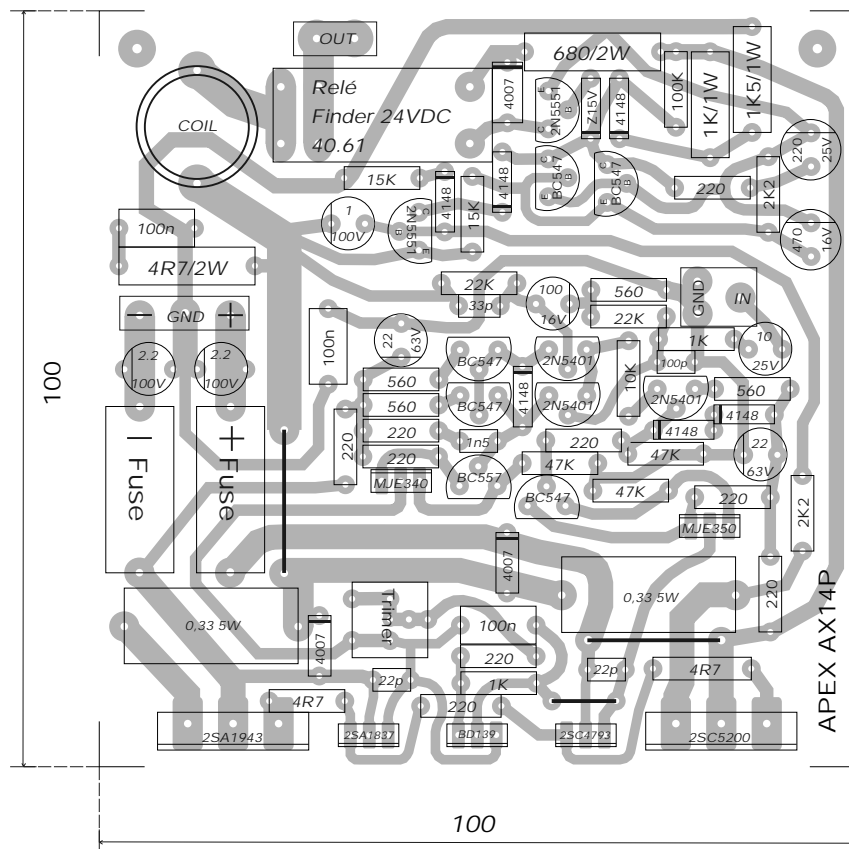 OUT
680/2W
Relé
Finder 24VDC
40.61
COIL
4007
2N5551
E
B
C
Z15V
4148
100K
1K/1W
1K5/1W
220
25V
15K
4148
15K
4148
BC547
C
B
E
BC547
C
B
E
220
2K2
470
16V
100n
4R7/2W
1
100V
2N5551
C
B
E
22K
33p
100
16V
560
22K
GND
IN
GND
2.2
100V
2.2
100V
100n
22
63V
BC547
2N5401
10K
1K
100p
10
25V
560
560
220
220
220
BC547
4148
2N5401
2N5401
560
4148
4148
1n5
220
47K
47K
22
63V
MJE340
BC557
BC547
47K
220
MJE350
2K2
Fuse
Fuse
100
4007
0,33 5W
0,33 5W
220
4007
Trimer
100n
220
1K
22p
22p
4R7
4R7
220
2SA1943
2SA1837
BD139
2SC4793
2SC5200
APEX AX14P
100